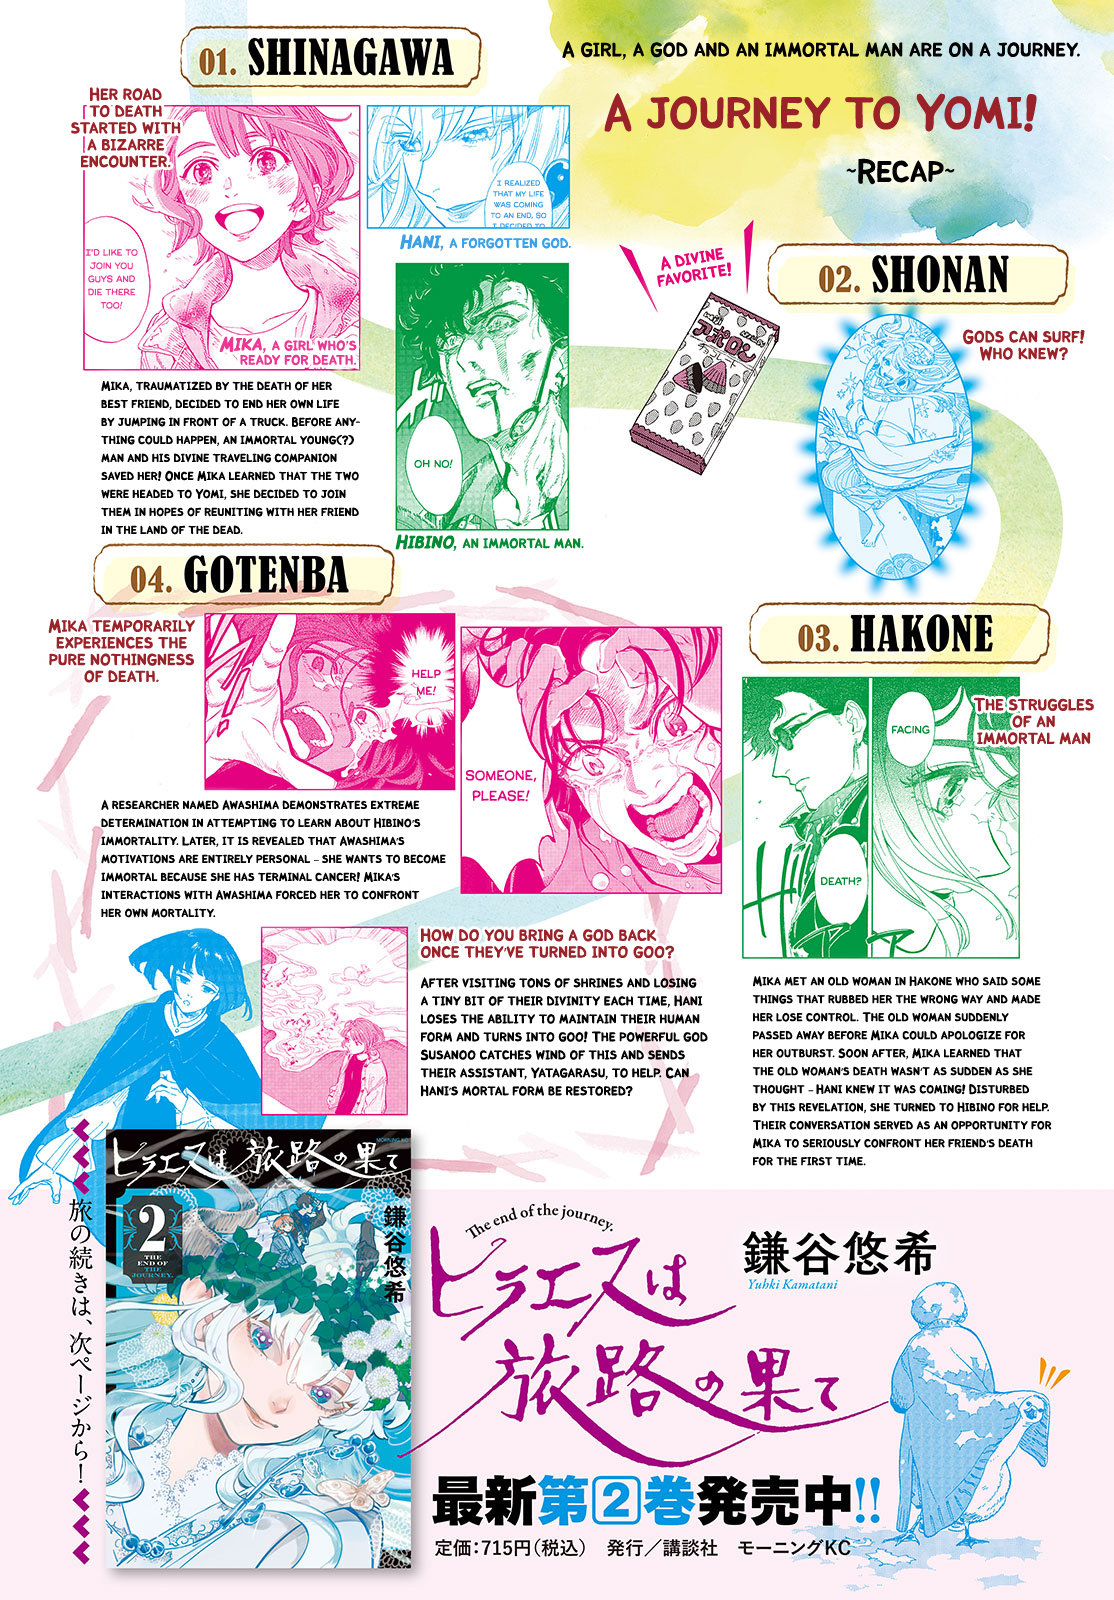 A GIRL, A GOD AND AN IMMORTAL MAN ARE ON A JOURNEY.
A JOURNEY TO YOMI!
~RECAP~
01. SHINAGAWA
HER ROAD
TO DEATH
STARTED WITH
A BIZARRE
ENCOUNTER.
I'D LIKE TO
JOIN YOU
GUYS AND
DIE THERE
TOO!
MIKA, A GIRL WHO'S
READY FOR DEATH.
I REALIZED
THAT MY LIFE
WAS COMING
TO AN END, SO
I DECIDED TO
HANI, A FORGOTTEN GOD.
OH NO!
HIBINO, AN IMMORTAL MAN.
MIKA, TRAUMATIZED BY THE DEATH OF HER
BEST FRIEND, DECIDED TO END HER OWN LIFE
BY JUMPING IN FRONT OF A TRUCK. BEFORE ANY-
THING COULD HAPPEN, AN IMMORTAL YOUNG(?)
MAN AND HIS DIVINE TRAVELING COMPANION
SAVED HER! ONCE MIKA LEARNED THAT THE TWO
WERE HEADED TO YOMI, SHE DECIDED TO JOIN
THEM IN HOPES OF REUNITING WITH HER FRIEND
IN THE LAND OF THE DEAD.
A DIVINE
FAVORITE!
アポロン
チョコレート
02. SHONAN
GODS CAN SURF!
WHO KNEW?
03. HAKONE
THE STRUGGLES
OF AN
IMMORTAL MAN
FACING
DEATH?
MIKA MET AN OLD WOMAN IN HAKONE WHO SAID SOME
THINGS THAT RUBBED HER THE WRONG WAY AND MADE
HER LOSE CONTROL. THE OLD WOMAN SUDDENLY
PASSED AWAY BEFORE MIKA COULD APOLOGIZE FOR
HER OUTBURST. SOON AFTER, MIKA LEARNED THAT
THE OLD WOMAN'S DEATH WASN'T AS SUDDEN AS SHE
THOUGHT – HANI KNEW IT WAS COMING! DISTURBED
BY THIS REVELATION, SHE TURNED TO HIBINO FOR HELP.
THEIR CONVERSATION SERVED AS AN OPPORTUNITY FOR
MIKA TO SERIOUSLY CONFRONT HER FRIEND'S DEATH
FOR THE FIRST TIME.
04. GOTENBA
MIKA TEMPORARILY
EXPERIENCES THE
PURE NOTHINGNESS
OF DEATH.
HELP
ME!
SOMEONE,
PLEASE!
A RESEARCHER NAMED AWASHIMA DEMONSTRATES EXTREME
DETERMINATION IN ATTEMPTING TO LEARN ABOUT HIBINO'S
IMMORTALITY. LATER, IT IS REVEALED THAT AWASHIMA'S
MOTIVATIONS ARE ENTIRELY PERSONAL – SHE WANTS TO BECOME
IMMORTAL BECAUSE SHE HAS TERMINAL CANCER! MIKA'S
INTERACTIONS WITH AWASHIMA FORCED HER TO CONFRONT
HER OWN MORTALITY.
HOW DO YOU BRING A GOD BACK
ONCE THEY'VE TURNED INTO GOO?
AFTER VISITING TONS OF SHRINES AND LOSING
A TINY BIT OF THEIR DIVINITY EACH TIME, HANI
LOSES THE ABILITY TO MAINTAIN THEIR HUMAN
FORM AND TURNS INTO GOO! THE POWERFUL GOD
SUSANOO CATCHES WIND OF THIS AND SENDS
THEIR ASSISTANT, YATAGARASU, TO HELP. CAN
HANI'S MORTAL FORM BE RESTORED?
旅の続きは、次ページから!
MORNING KC
ヒラエスは旅路の果て
2
THE END OF
THE
JOURNEY.
鎌谷悠希
The end of the journey.
ヒラエスは
旅路の果て
鎌谷悠希
Yuhki Kamatani
最新第2巻発売中!!
定価:715円(税込) 発行／講談社 モーニングKC